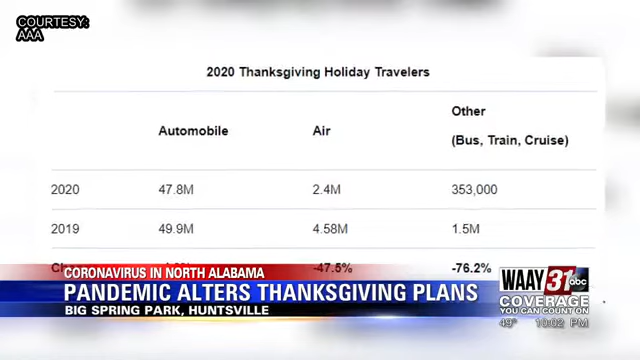 COURTESY:
AAA
2020 Thanksgiving Holiday Travelers
Automobile Air Other
(Bus, Train, Cruise)
2020 47.8M 2.4M 353,000
2019 49.9M 4.58M 1.5M
-47.5% -76.2%
CORONAVIRUS IN NORTH ALABAMA
PANDEMIC ALTERS THANKSGIVING PLANS
BIG SPRING PARK, HUNTSVILLE
WAAY 31 abc
COVERAGE
YOU CAN COUNT ON
49° 10:02 PM